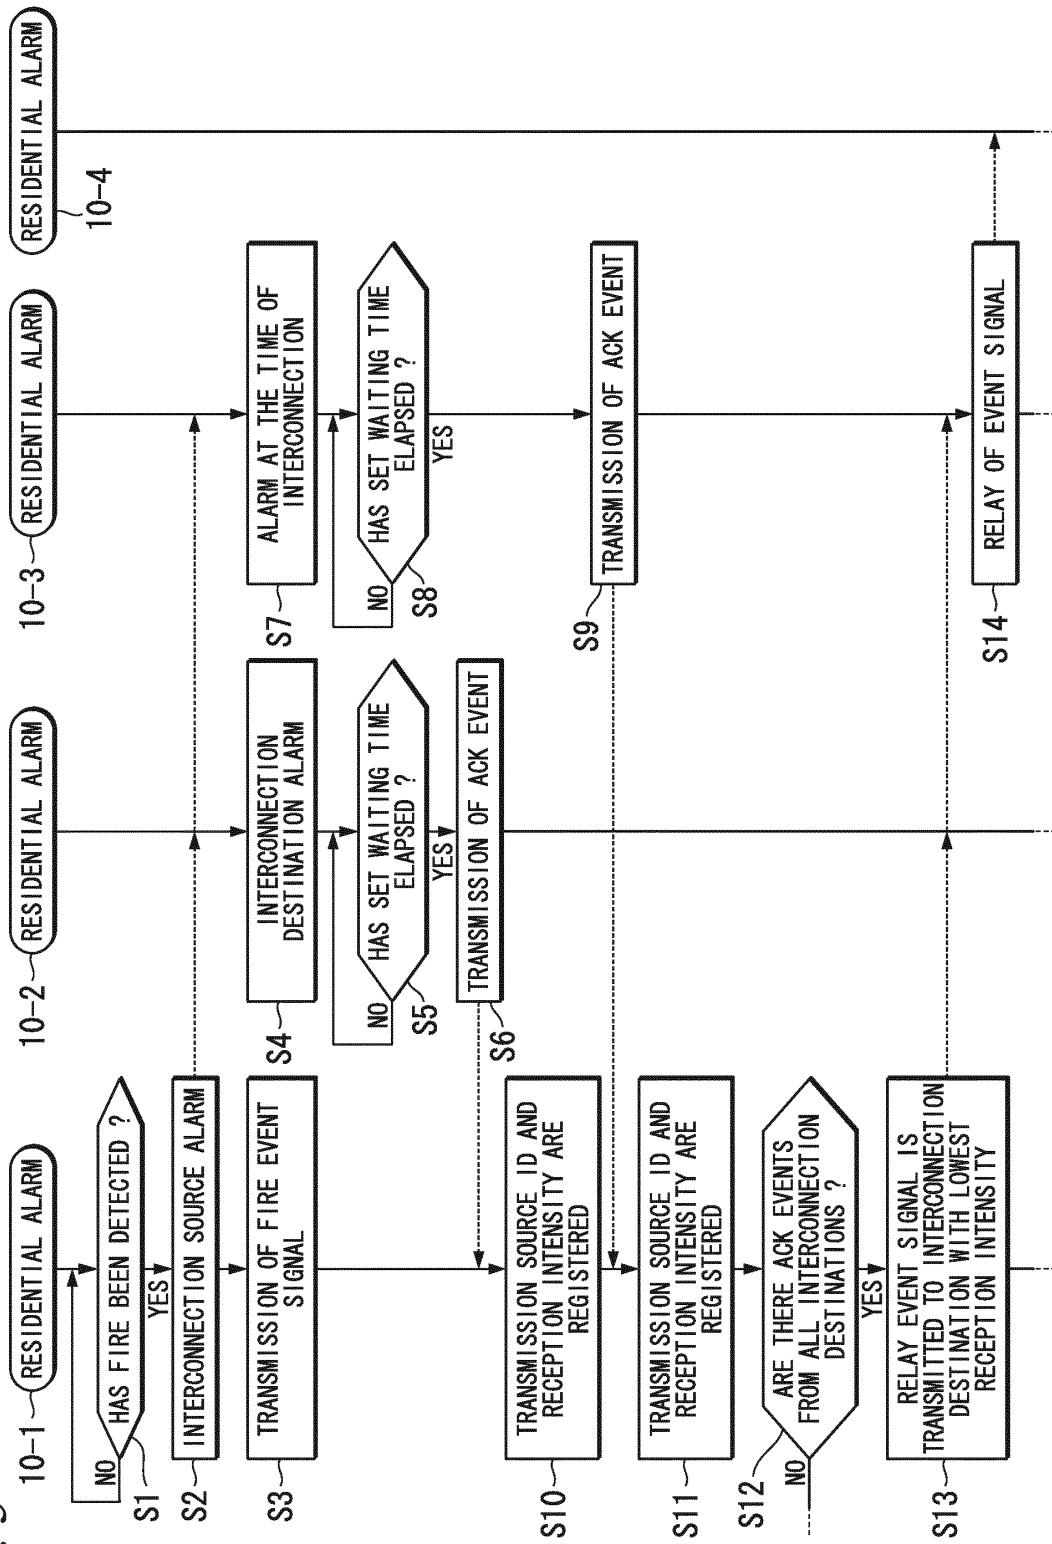 10-1
RESIDENTIAL ALARM
NO
HAS FIRE BEEN DETECTED ?
S1
YES
S2
INTERCONNECTION SOURCE ALARM
S3
TRANSMISSION OF FIRE EVENT
SIGNAL
S10
TRANSMISSION SOURCE ID AND
RECEPTION INTENSITY ARE
REGISTERED
S11
TRANSMISSION SOURCE ID AND
RECEPTION INTENSITY ARE
REGISTERED
S12
ARE THERE ACK EVENTS
FROM ALL INTERCONNECTION
DESTINATIONS ?
NO
YES
S13
RELAY EVENT SIGNAL IS
TRANSMITTED TO INTERCONNECTION
DESTINATION WITH LOWEST
RECEPTION INTENSITY
10-2
RESIDENTIAL ALARM
S4
INTERCONNECTION
DESTINATION ALARM
NO
HAS SET WAITING TIME
ELAPSED ?
S5
YES
S6
TRANSMISSION OF ACK EVENT
10-3
RESIDENTIAL ALARM
S7
ALARM AT THE TIME OF
INTERCONNECTION
NO
HAS SET WAITING TIME
ELAPSED ?
S8
YES
S9
TRANSMISSION OF ACK EVENT
S14
RELAY OF EVENT SIGNAL
10-4
RESIDENTIAL ALARM